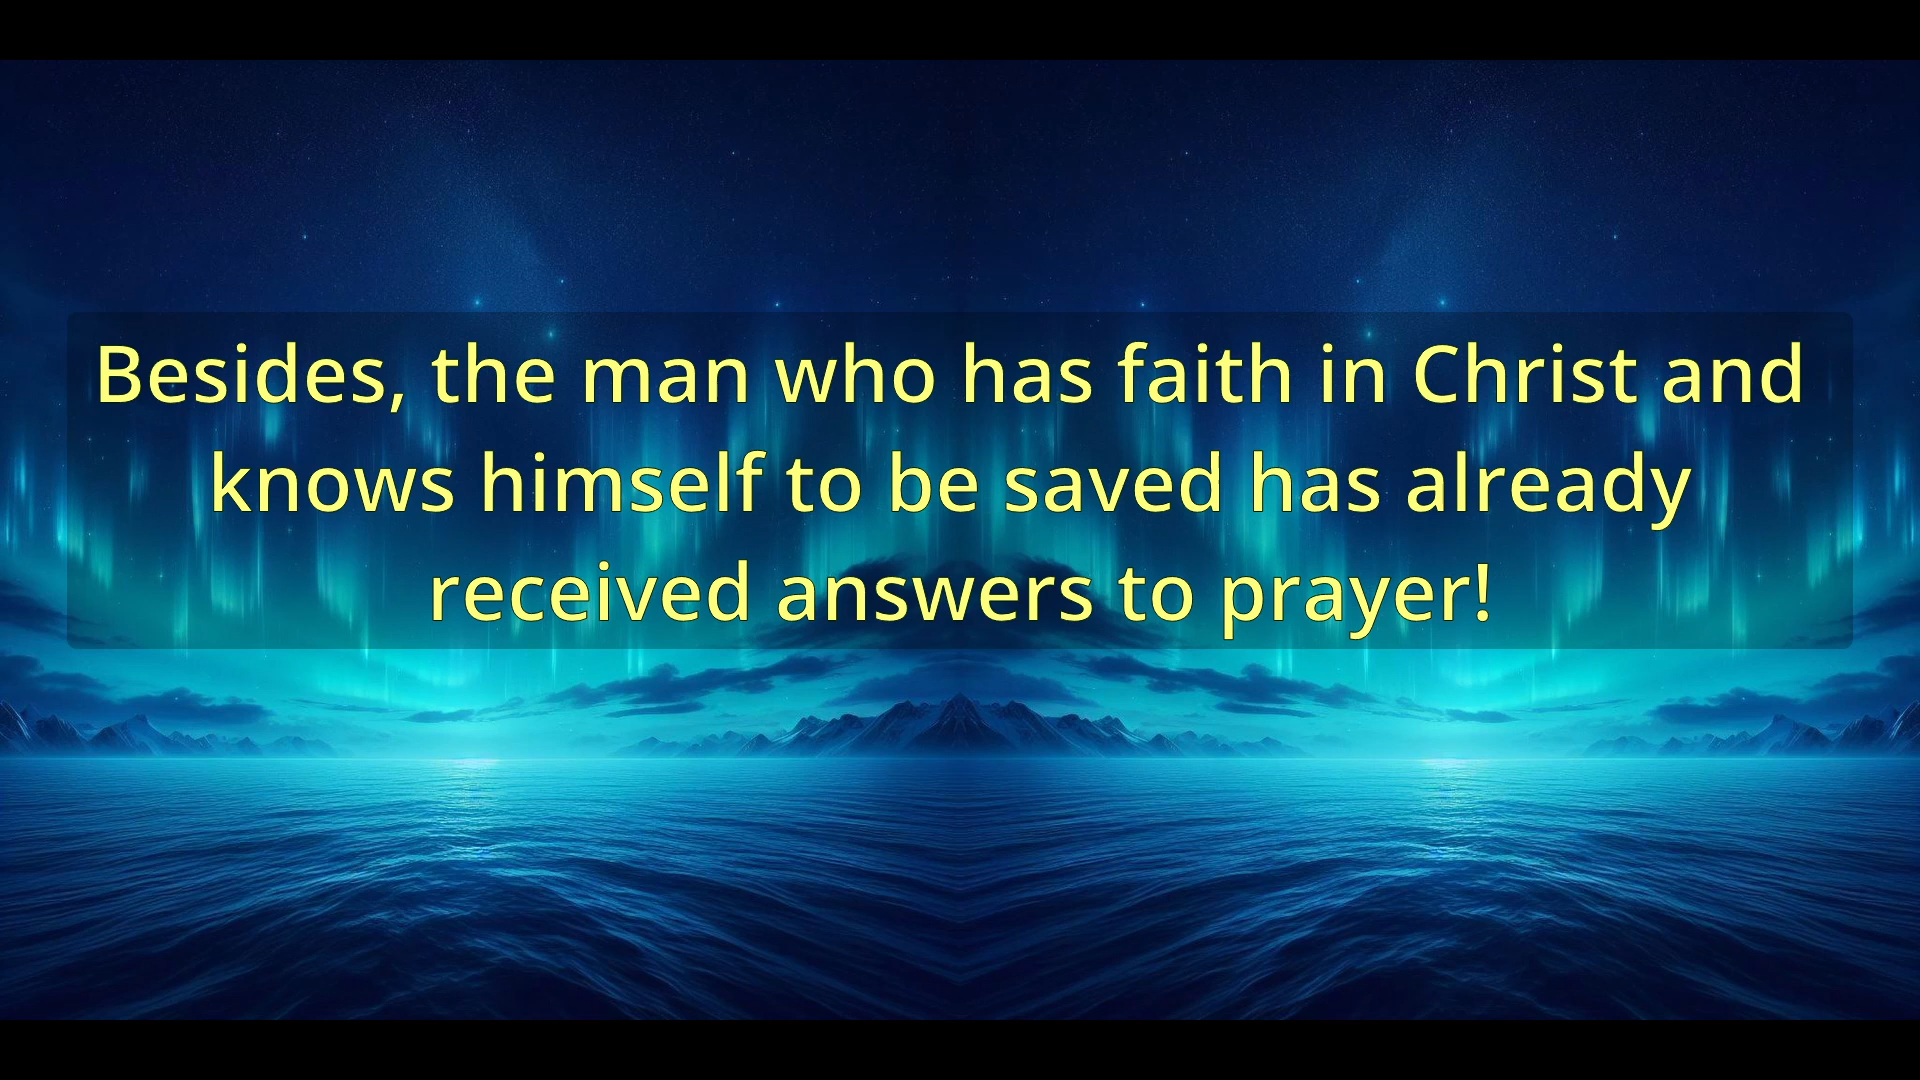 Besides, the man who has faith in Christ and
knows himself to be saved has already
received answers to prayer!